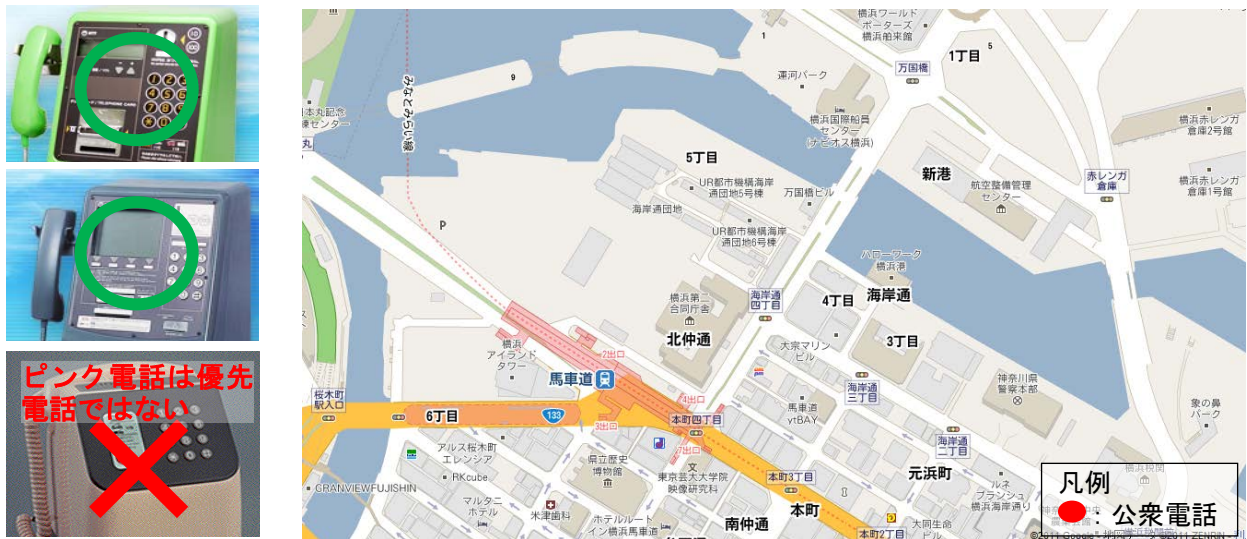 ピンク電話は優先
電話ではない
横浜ワールド
ポーターズ
横浜船来館
1
5
1丁目
万国橋
運河パーク
9
みなとみらい線
横浜国際船員
センター
(ナビオス横浜)
横浜赤レンガ
倉庫2号館
5丁目
新港
赤レンガ
倉庫
横浜赤レンガ
倉庫1号館
航空整備管理
センター
UR都市機構海岸
通団地5号棟
万国橋ビル
海岸通団地
P
UR都市機構海岸
通団地6号棟
ハローワーク
横浜港
横浜第二
合同庁舎
海岸通
四丁目
4丁目
海岸通
北仲通
3丁目
大宗マリン
ビル
横浜
アイランド
タワー
2出口
馬車道
神奈川県
警察本部
海岸通
三丁目
桜木町
駅入口
4出口
馬車道
ytBAY
象の鼻
パーク
6丁目
133
3出口
本町四丁目
海岸通
二丁目
アルス桜木町
エレンシア
7出口
県立歴史
博物館
文
東京芸大大学院
映像研究科
本町3丁目
元浜町
RKcube
GRANVIEWFUJISHIN
マルタニ
ホテル
米津歯科
ホテルルート
イン横浜馬車道
南仲通
本町
ルネ
ブランシュ
横浜海岸通り
大同生命
ビル
本町2丁目
横浜税関
凡例
：公衆電話